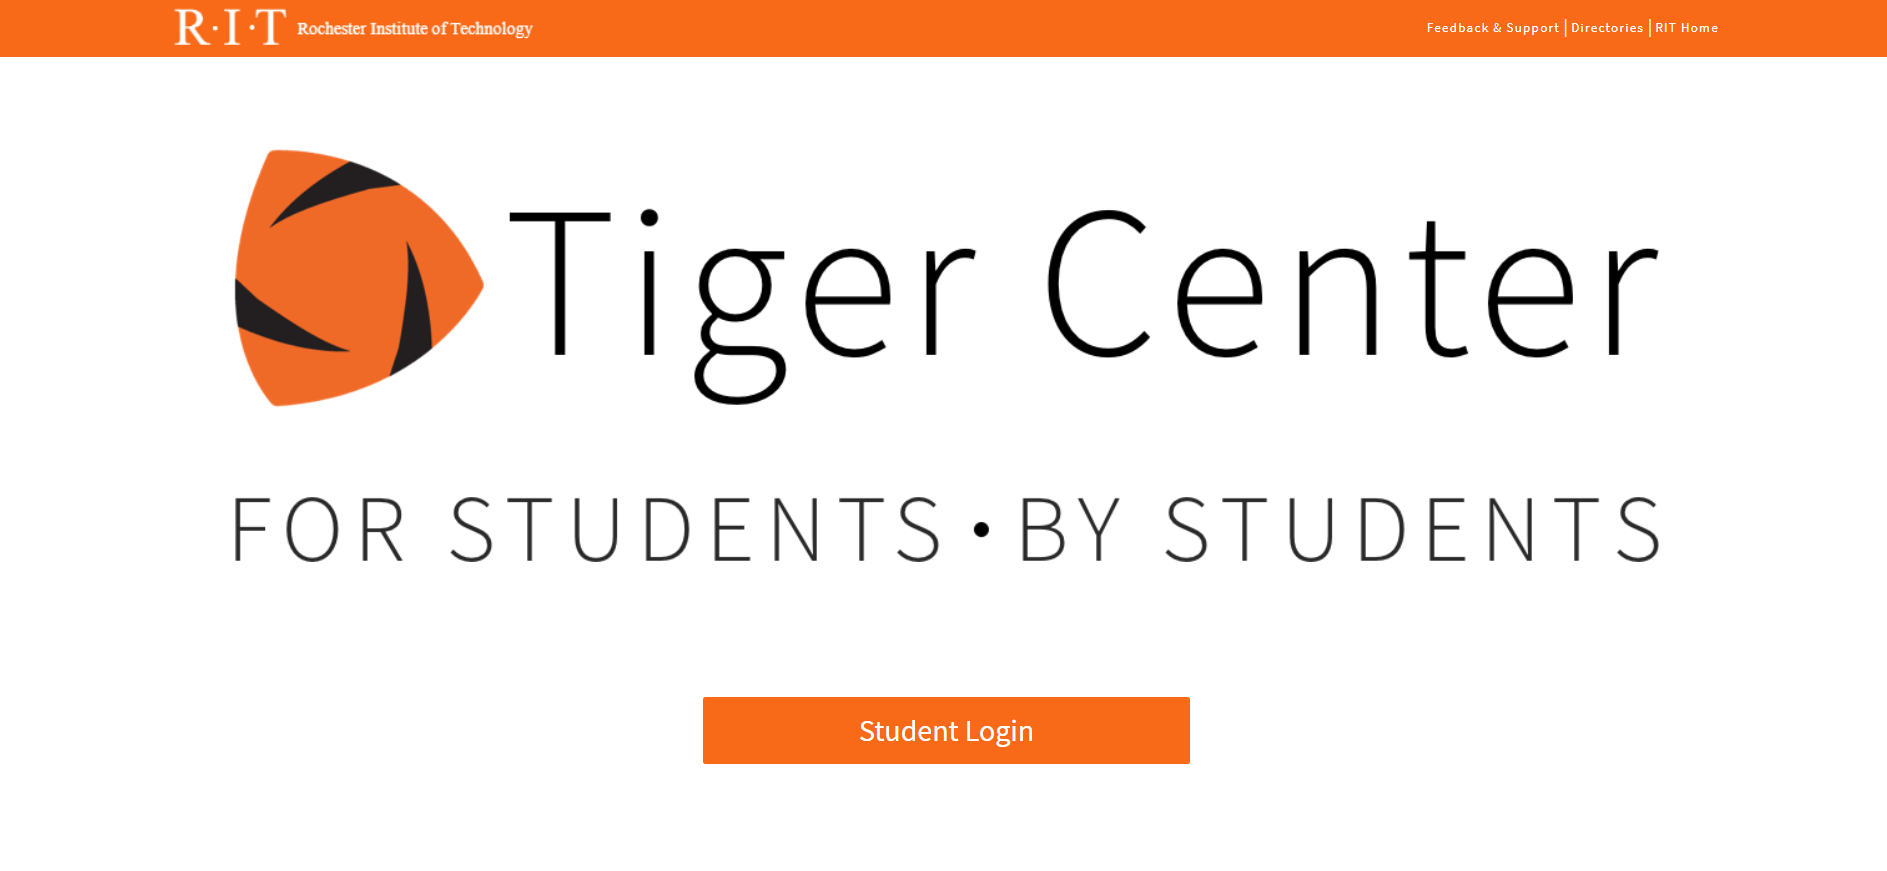 R·I·T Rochester Institute of Technology
Feedback & Support | Directories | RIT Home
Tiger Center
FOR STUDENTS · BY STUDENTS
Student Login